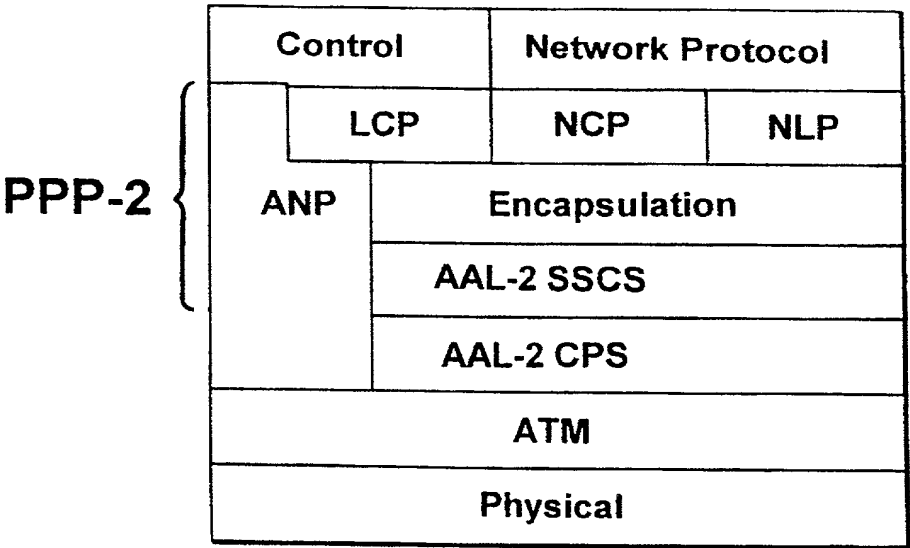 Control Network Protocol
LCP NCP NLP
PPP-2 ANP Encapsulation
AAL-2 SSCS
AAL-2 CPS
ATM
Physical